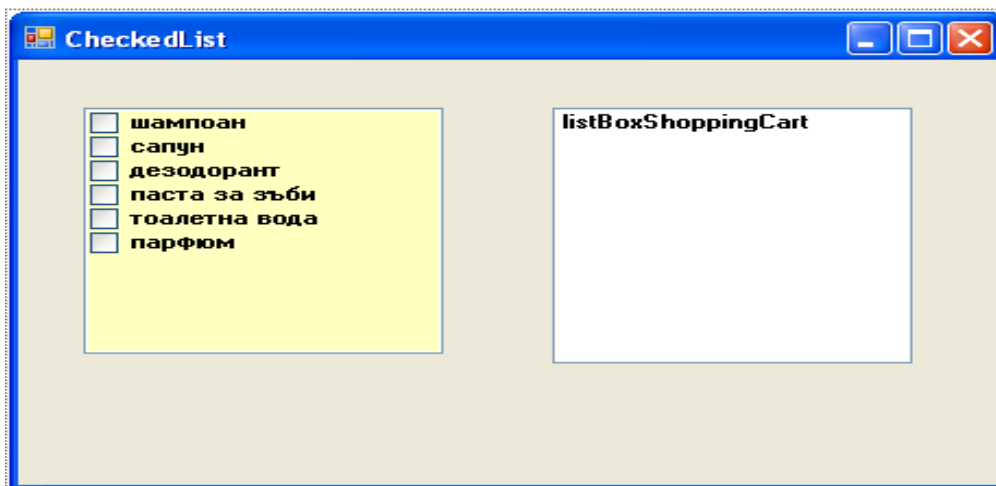 CheckedList
шампоан
сапун
дезодорант
паста за зъби
тоалетна вода
парфюм
listBoxShoppingCart